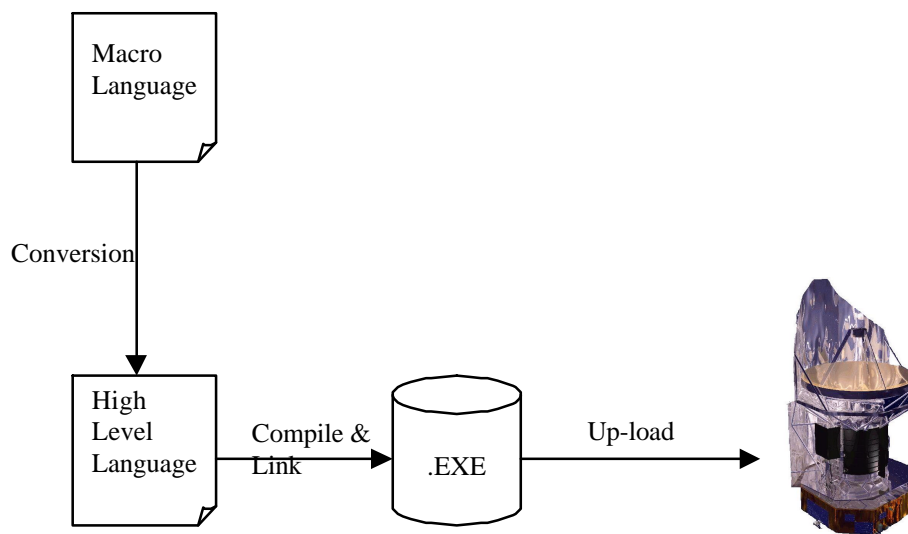 Macro
Language
Conversion
High
Level
Language
Compile &
Link
.EXE
Up-load